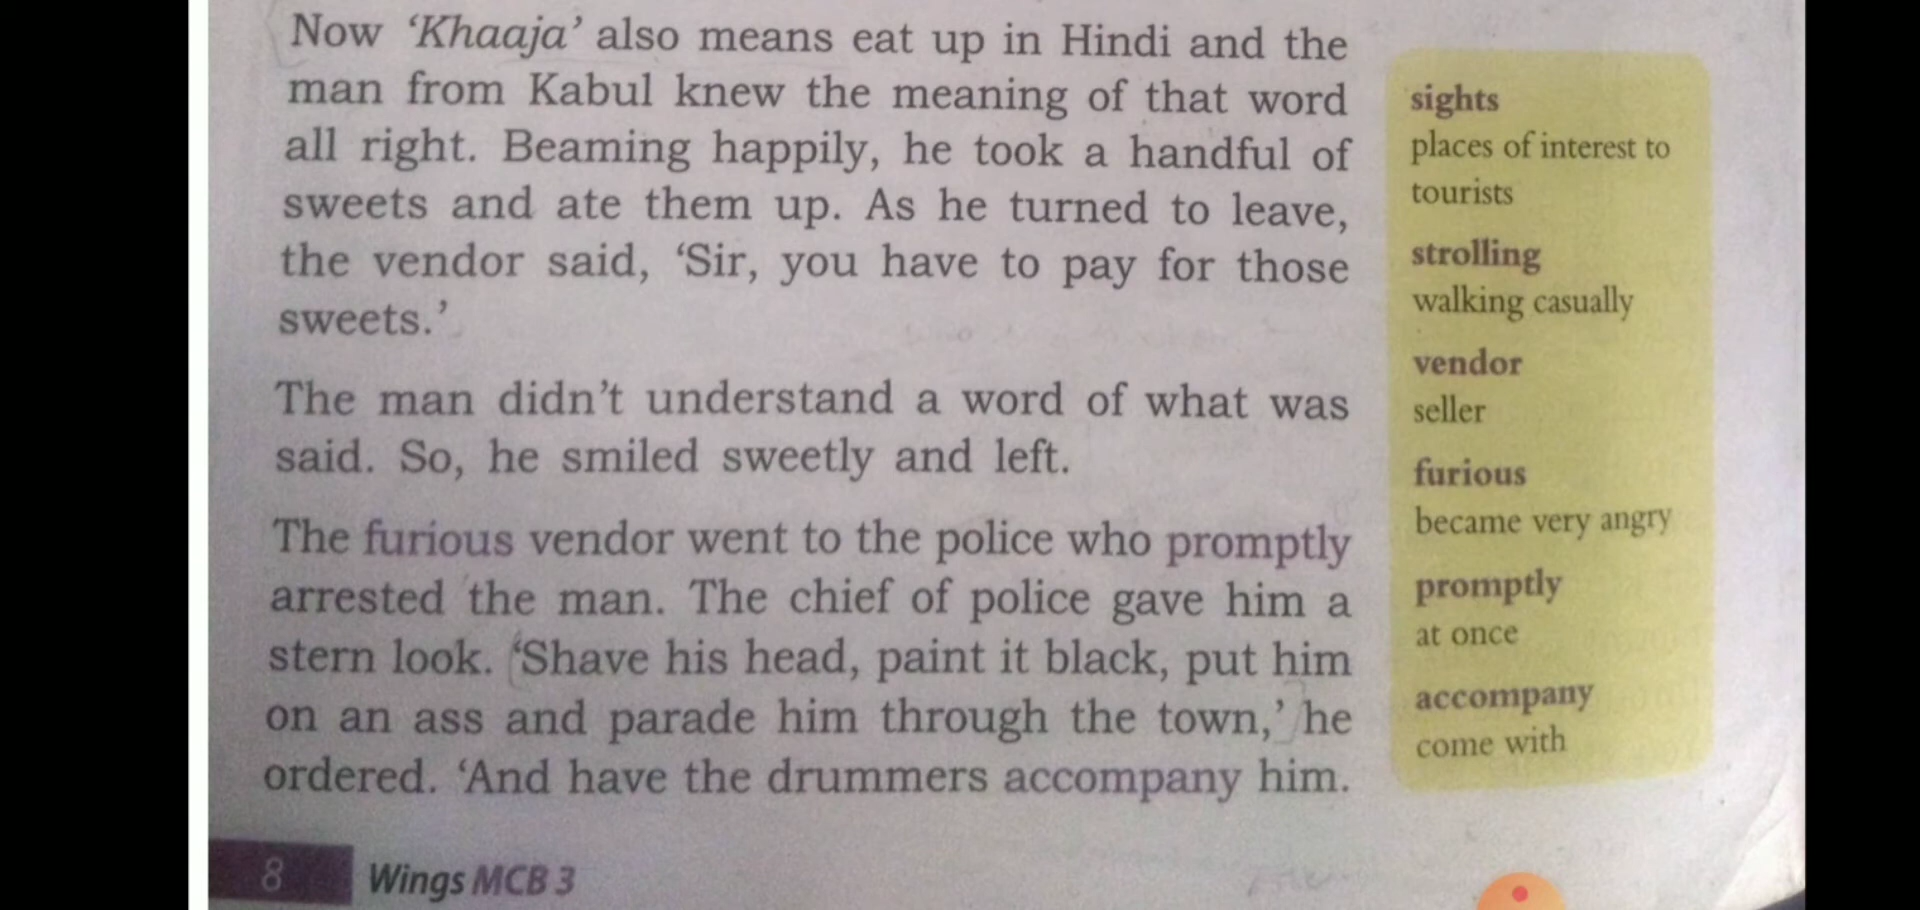 Now ‘Khaaja’ also means eat up in Hindi and the
man from Kabul knew the meaning of that word
all right. Beaming happily, he took a handful of
sweets and ate them up. As he turned to leave,
the vendor said, ‘Sir, you have to pay for those
sweets.’
The man didn’t understand a word of what was
said. So, he smiled sweetly and left.
The furious vendor went to the police who promptly
arrested the man. The chief of police gave him a
stern look. ‘Shave his head, paint it black, put him
on an ass and parade him through the town,’ he
ordered. ‘And have the drummers accompany him.
sights
places of interest to
tourists
strolling
walking casually
vendor
seller
furious
became very angry
promptly
at once
accompany
come with
8 Wings MCB 3